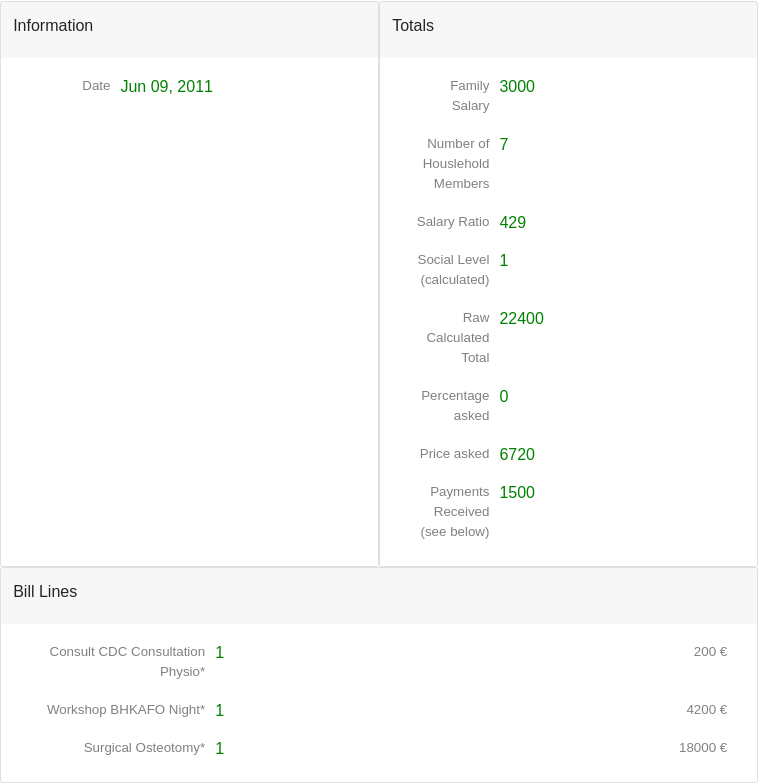 Information
Date Jun 09, 2011
Totals
Family 3000
Salary
Number of 7
Houslehold
Members
Salary Ratio 429
Social Level 1
(calculated)
Raw 22400
Calculated
Total
Percentage 0
asked
Price asked 6720
Payments 1500
Received
(see below)
Bill Lines
Consult CDC Consultation 1 200 €
Physio*
Workshop BHKAFO Night* 1 4200 €
Surgical Osteotomy* 1 18000 €